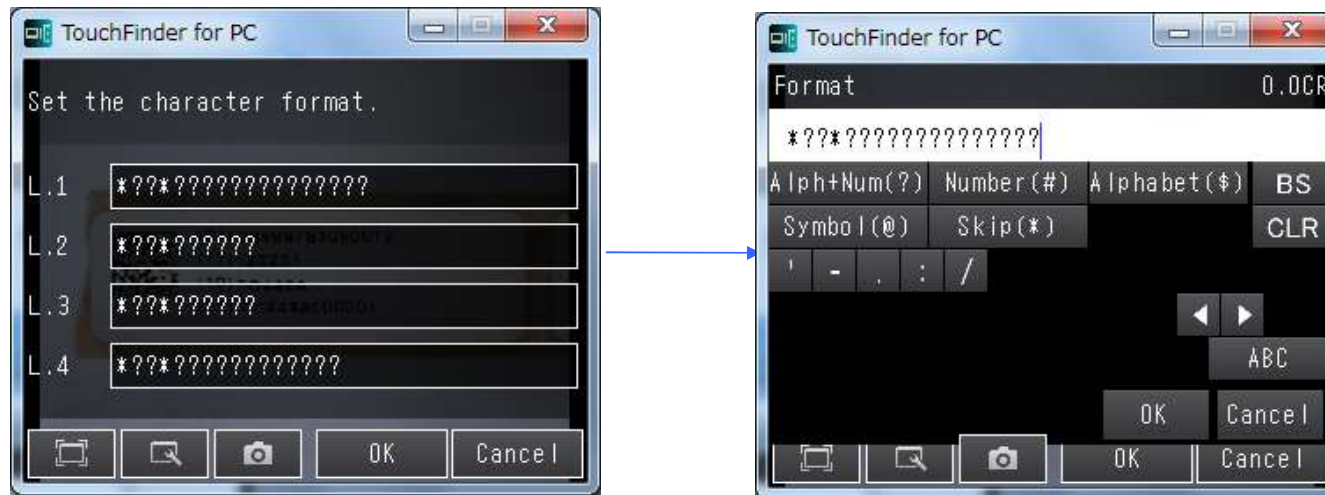 TouchFinder for PC
Set the character format.
L.1 *??*??????????????
L.2 *??*??????
L.3 *??*??????
L.4 *??*????????????
OK Cancel
TouchFinder for PC
Format 0.OCR
*??*??????????????
Alph+Num(?) Number(#) Alphabet($) BS
Symbol(@) Skip(*) CLR
' - . : /
ABC
OK Cancel
OK Cancel